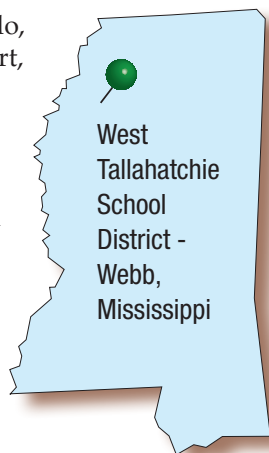 lo,
rt,
West
Tallahatchie
School
District -
Webb,
Mississippi